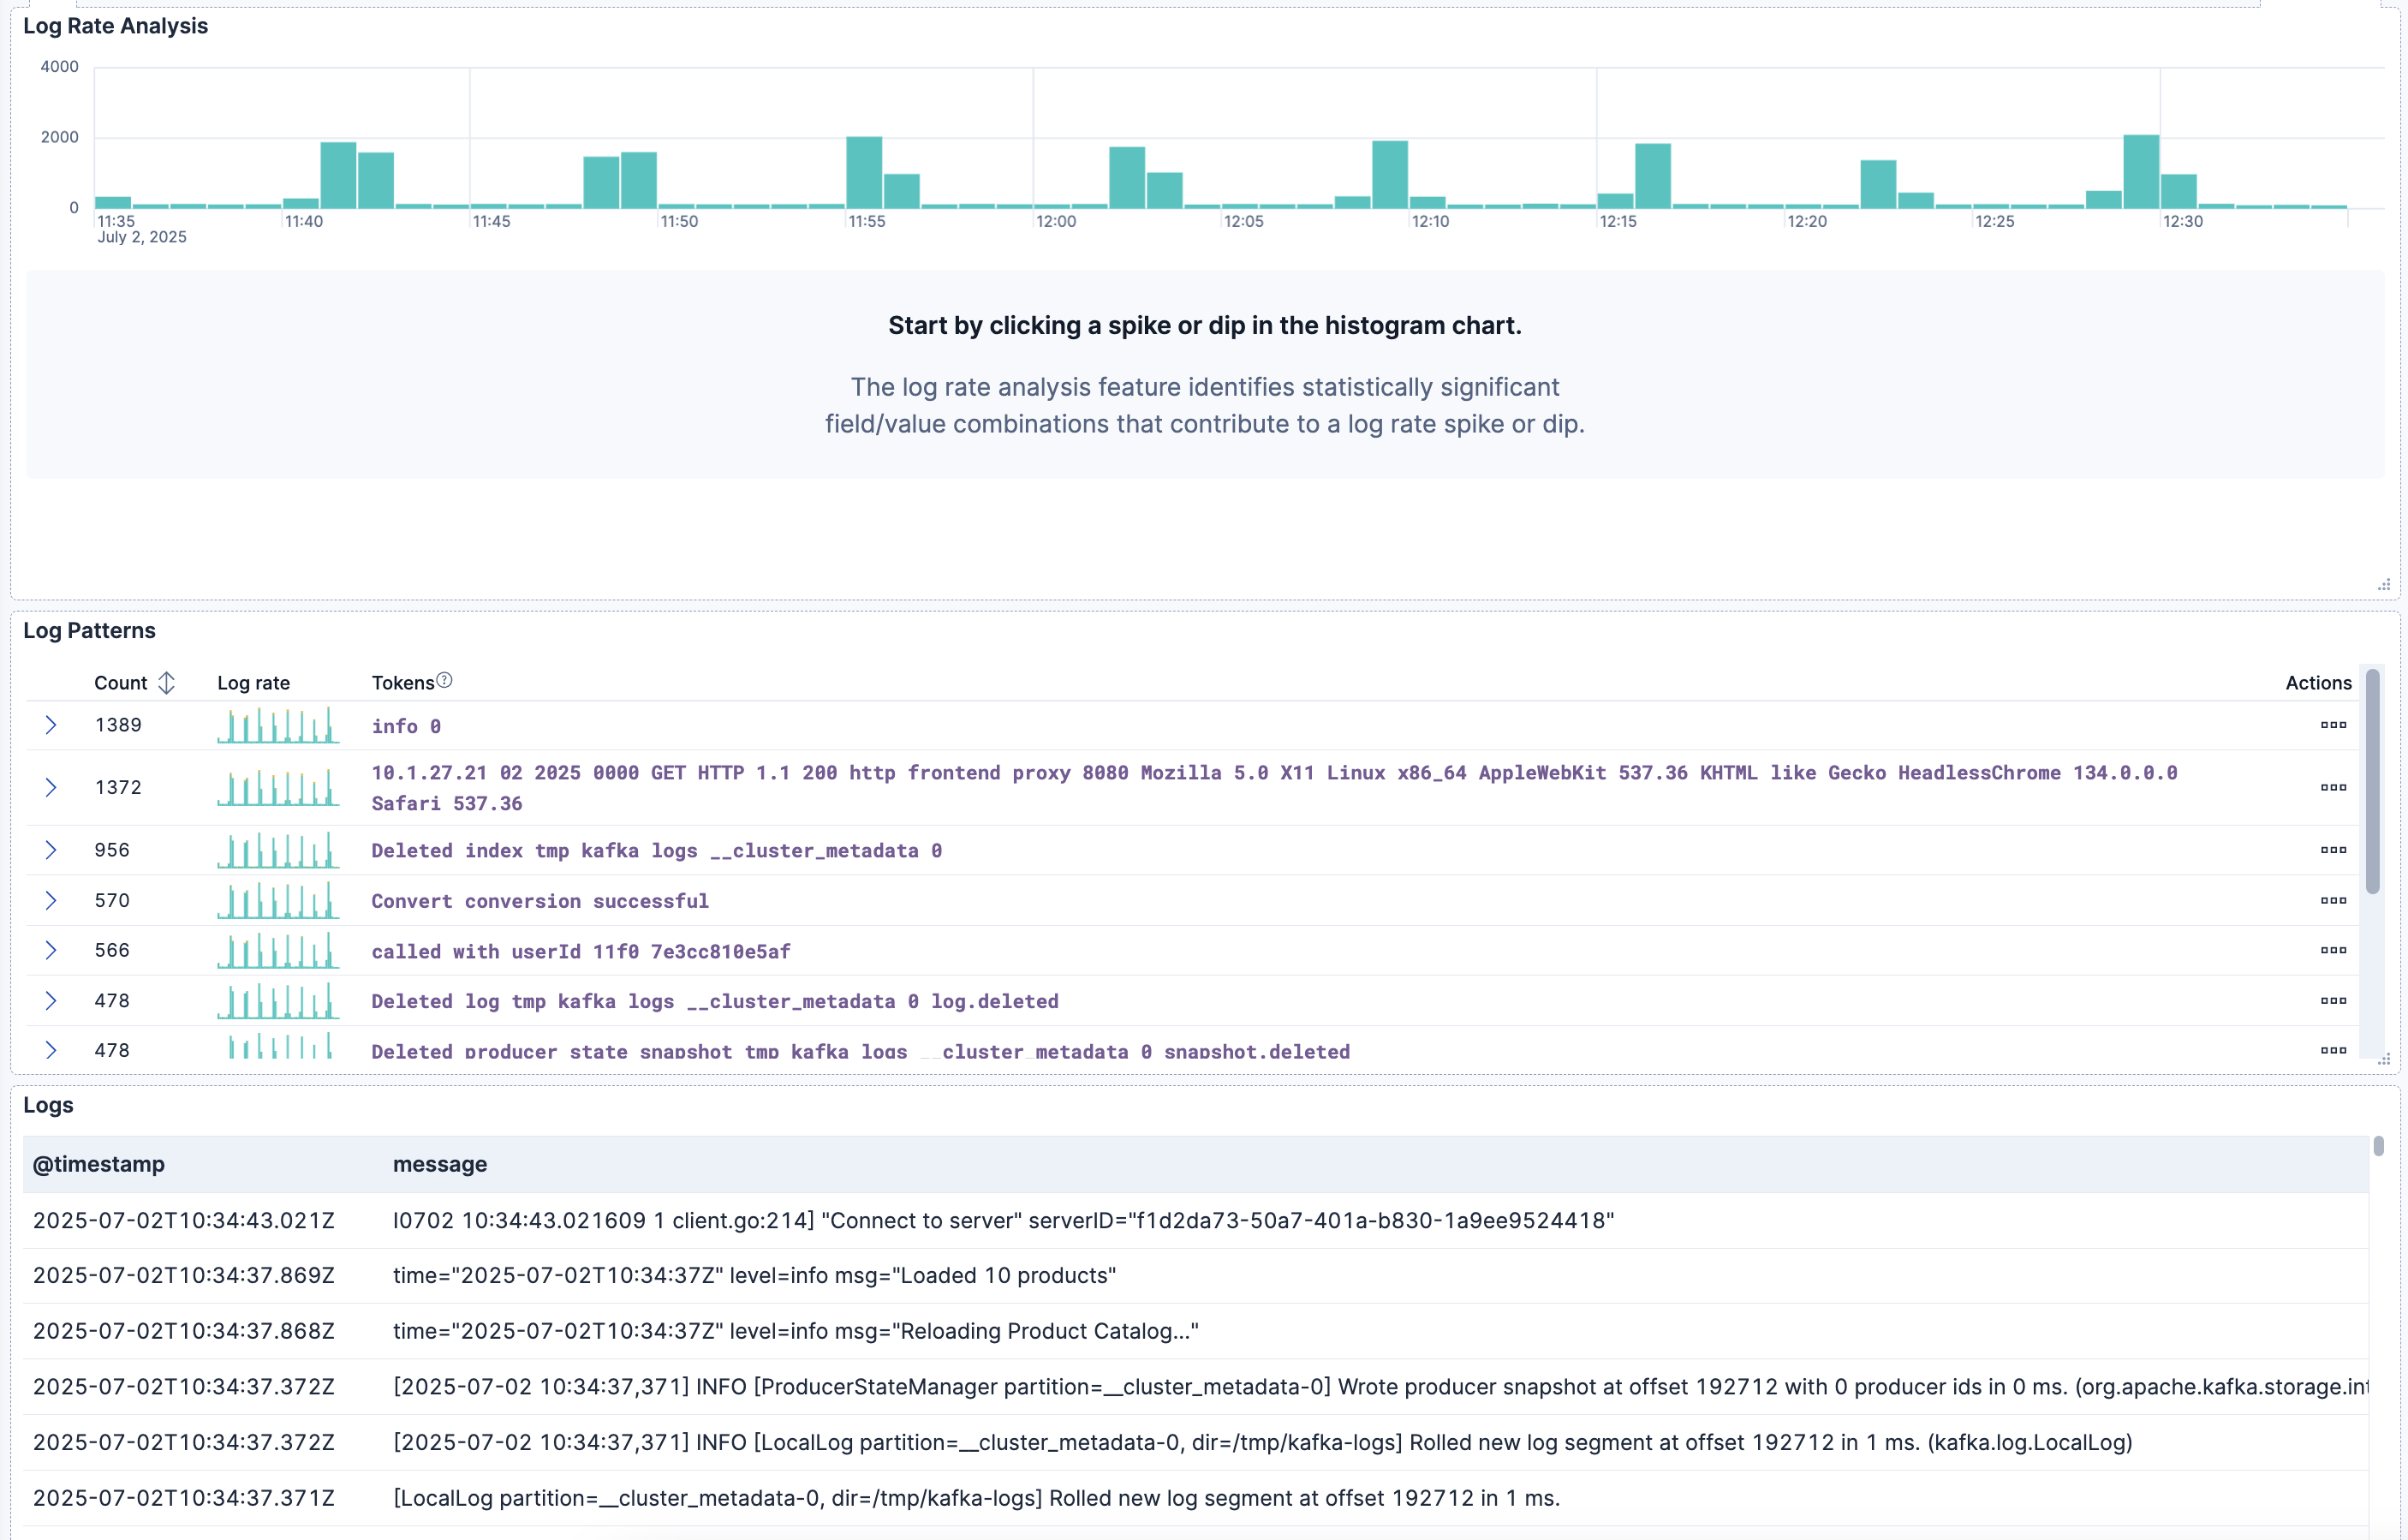 Log Rate Analysis
4000
2000
0
11:35 11:40 11:45 11:50 11:55 12:00 12:05 12:10 12:15 12:20 12:25 12:30
July 2, 2025
Start by clicking a spike or dip in the histogram chart.
The log rate analysis feature identifies statistically significant
field/value combinations that contribute to a log rate spike or dip.
Log Patterns
Count Log rate Tokens Actions
1389 info 0
1372 10.1.27.21 02 2025 0000 GET HTTP 1.1 200 http frontend proxy 8080 Mozilla 5.0 X11 Linux x86_64 AppleWebKit 537.36 KHTML like Gecko HeadlessChrome 134.0.0.0
Safari 537.36
956 Deleted index tmp kafka logs __cluster_metadata 0
570 Convert conversion successful
566 called with userId 11f0 7e3cc810e5af
478 Deleted log tmp kafka logs __cluster_metadata 0 log.deleted
478 Deleted producer state snapshot tmp kafka logs __cluster_metadata 0 snapshot.deleted
Logs
@timestamp message
2025-07-02T10:34:43.021Z I0702 10:34:43.021609 1 client.go:214] "Connect to server" serverID="f1d2da73-50a7-401a-b830-1a9ee9524418"
2025-07-02T10:34:37.869Z time="2025-07-02T10:34:37Z" level=info msg="Loaded 10 products"
2025-07-02T10:34:37.868Z time="2025-07-02T10:34:37Z" level=info msg="Reloading Product Catalog..."
2025-07-02T10:34:37.372Z [2025-07-02 10:34:37,371] INFO [ProducerStateManager partition=__cluster_metadata-0] Wrote producer snapshot at offset 192712 with 0 producer ids in 0 ms. (org.apache.kafka.storage.int
2025-07-02T10:34:37.372Z [2025-07-02 10:34:37,371] INFO [LocalLog partition=__cluster_metadata-0, dir=/tmp/kafka-logs] Rolled new log segment at offset 192712 in 1 ms. (kafka.log.LocalLog)
2025-07-02T10:34:37.371Z [LocalLog partition=__cluster_metadata-0, dir=/tmp/kafka-logs] Rolled new log segment at offset 192712 in 1 ms.